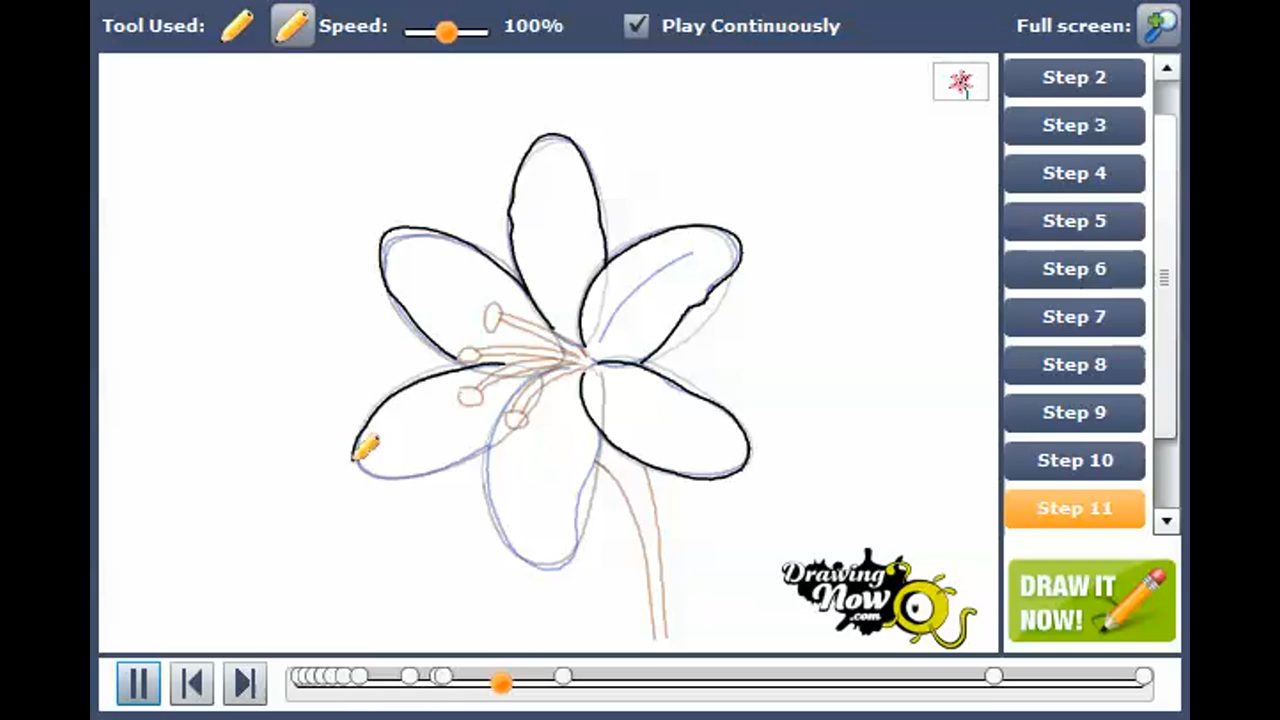 Tool Used:
Speed:
100%
Play Continuously
Full screen:
Step 2
Step 3
Step 4
Step 5
Step 6
Step 7
Step 8
Step 9
Step 10
Step 11
Drawing
Now
.com
DRAW IT
NOW!